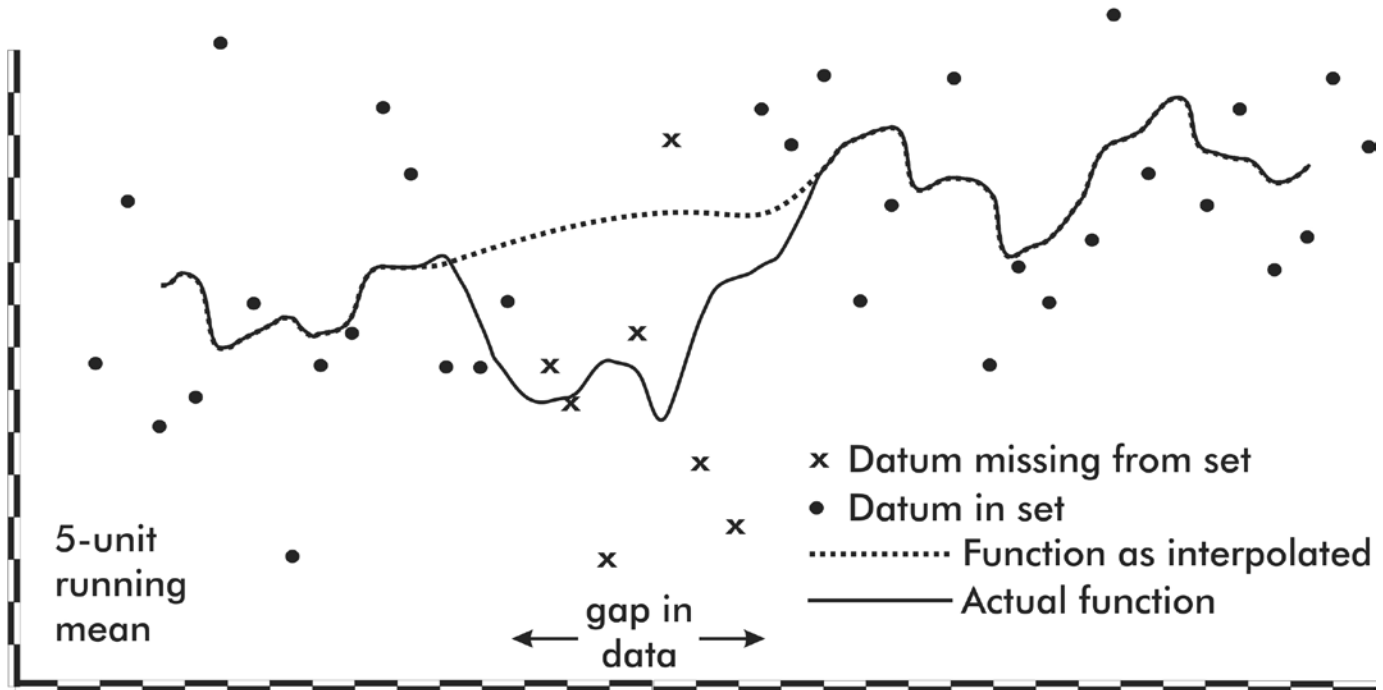 x Datum missing from set
Datum in set
Function as interpolated
Actual function
5-unit
running
mean
gap in
data